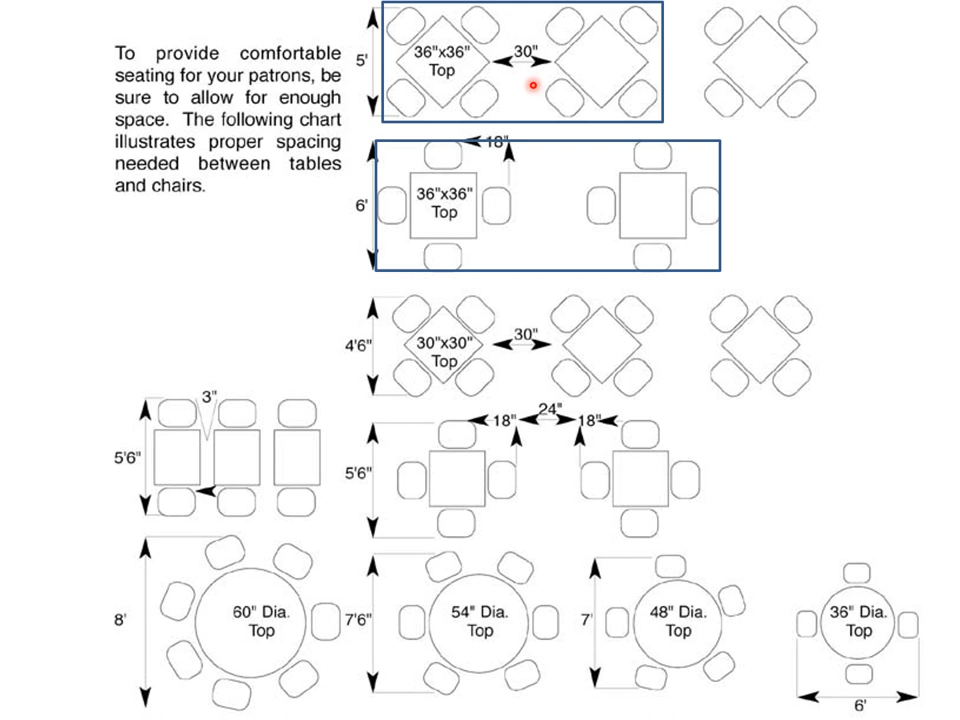 To provide comfortable
seating for your patrons, be
sure to allow for enough
space. The following chart
illustrates proper spacing
needed between tables
and chairs.
5'
36"x36"
Top
30"
18"
6'
36"x36"
Top
4'6"
30"x30"
Top
30"
3"
5'6"
5'6"
18"
24"
18"
8'
60" Dia.
Top
7'6"
54" Dia.
Top
7'
48" Dia.
Top
36" Dia.
Top
6'